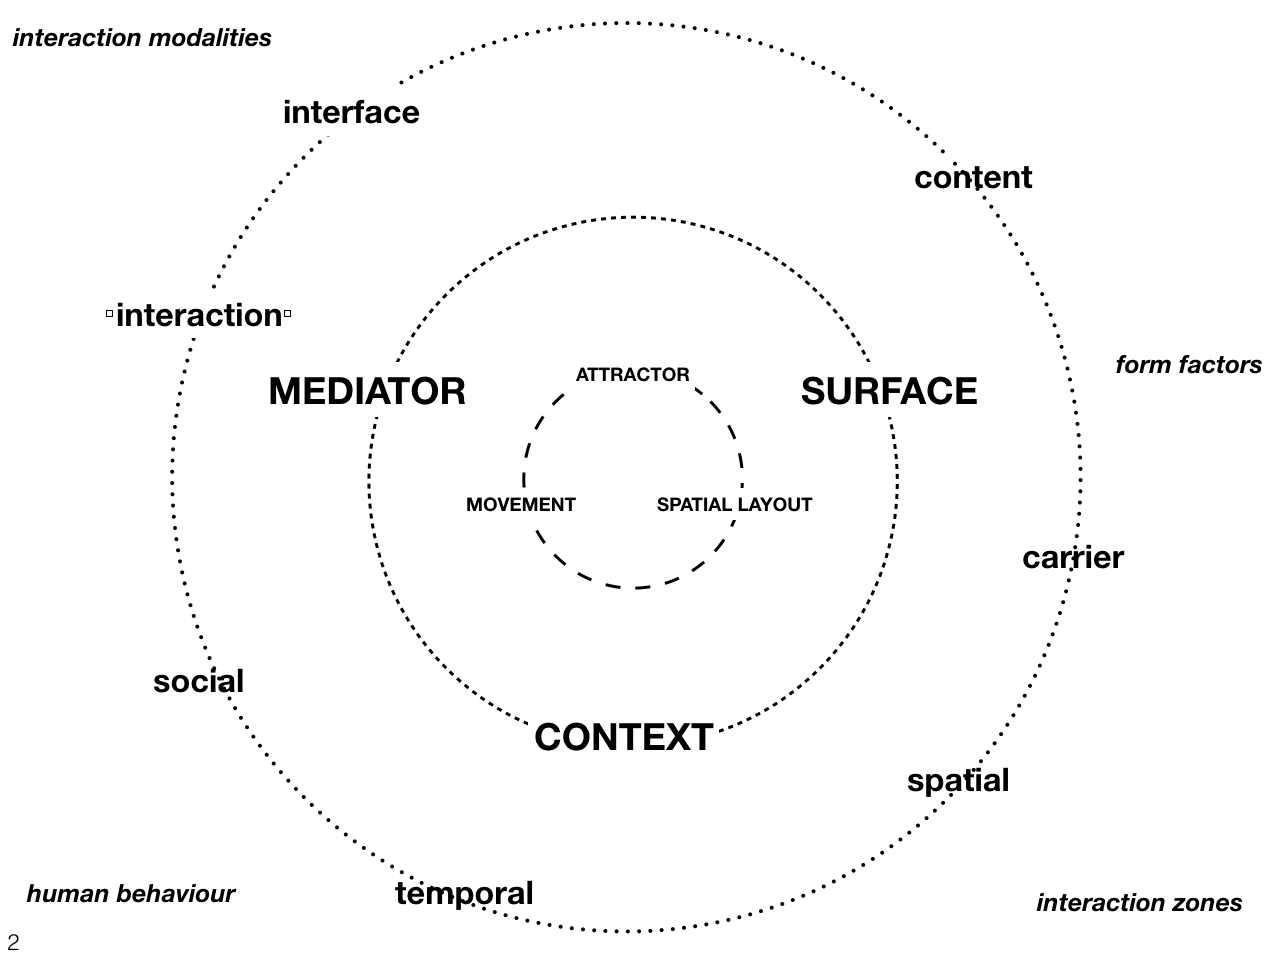 interaction modalities
interface
content
▫interaction▫
form factors
MEDIATOR
SURFACE
ATTRACTOR
MOVEMENT
SPATIAL LAYOUT
carrier
social
CONTEXT
spatial
temporal
human behaviour
interaction zones
2